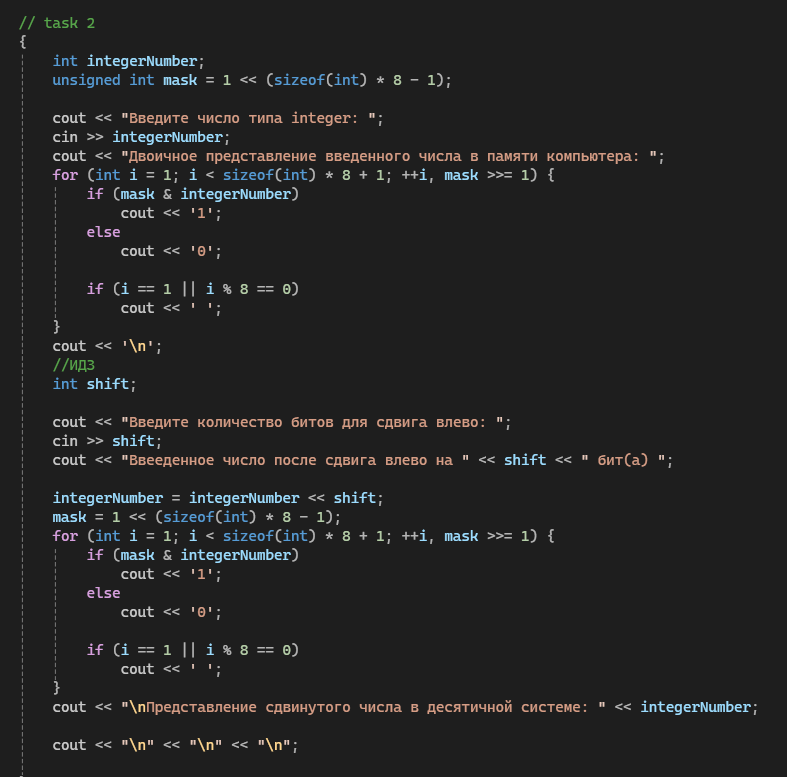 // task 2
{
int integerNumber;
unsigned int mask = 1 << (sizeof(int) * 8 - 1);
cout << "Введите число типа integer: ";
cin >> integerNumber;
cout << "Двоичное представление введенного числа в памяти компьютера: ";
for (int i = 1; i < sizeof(int) * 8 + 1; ++i, mask >>= 1) {
if (mask & integerNumber)
cout << '1';
else
cout << '0';
if (i == 1 || i % 8 == 0)
cout << ' ';
}
cout << '\n';
//ИДЗ
int shift;
cout << "Введите количество битов для сдвига влево: ";
cin >> shift;
cout << "Ввееденное число после сдвига влево на " << shift << " бит(а) ";
integerNumber = integerNumber << shift;
mask = 1 << (sizeof(int) * 8 - 1);
for (int i = 1; i < sizeof(int) * 8 + 1; ++i, mask >>= 1) {
if (mask & integerNumber)
cout << '1';
else
cout << '0';
if (i == 1 || i % 8 == 0)
cout << ' ';
}
cout << "\nПредставление сдвинутого числа в десятичной системе: " << integerNumber;
cout << "\n" << "\n" << "\n";